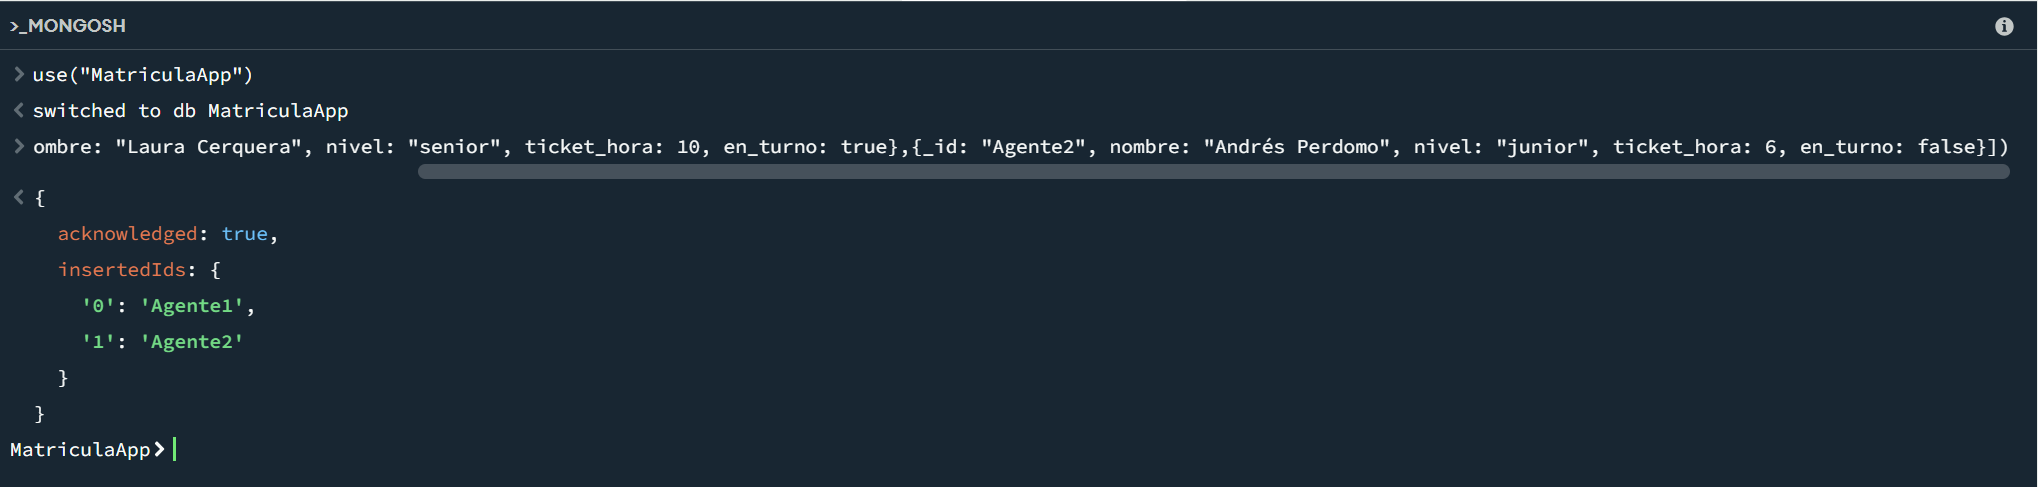 >_MONGOSH
> use("MatriculaApp")
< switched to db MatriculaApp
> ombre: "Laura Cerquera", nivel: "senior", ticket_hora: 10, en_turno: true},{_id: "Agente2", nombre: "Andrés Perdomo", nivel: "junior", ticket_hora: 6, en_turno: false}])
< {
acknowledged: true,
insertedIds: {
'0': 'Agente1',
'1': 'Agente2'
}
}
MatriculaApp>